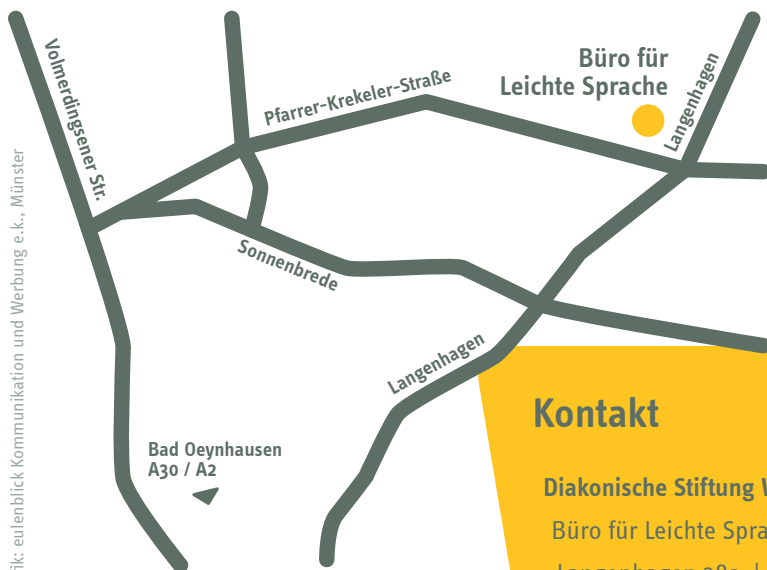 Volmerdingsener Str.
Pfarrer-Krekeler-Straße
Büro für
Leichte Sprache
Langenhagen
Sonnenbrede
Langenhagen
Bad Oeynhausen
A30 / A2
Kontakt
Diakonische Stiftung
Büro für Leichte
Langenhagen
eulenblick Kommunikation und Werbung e.k., Münster